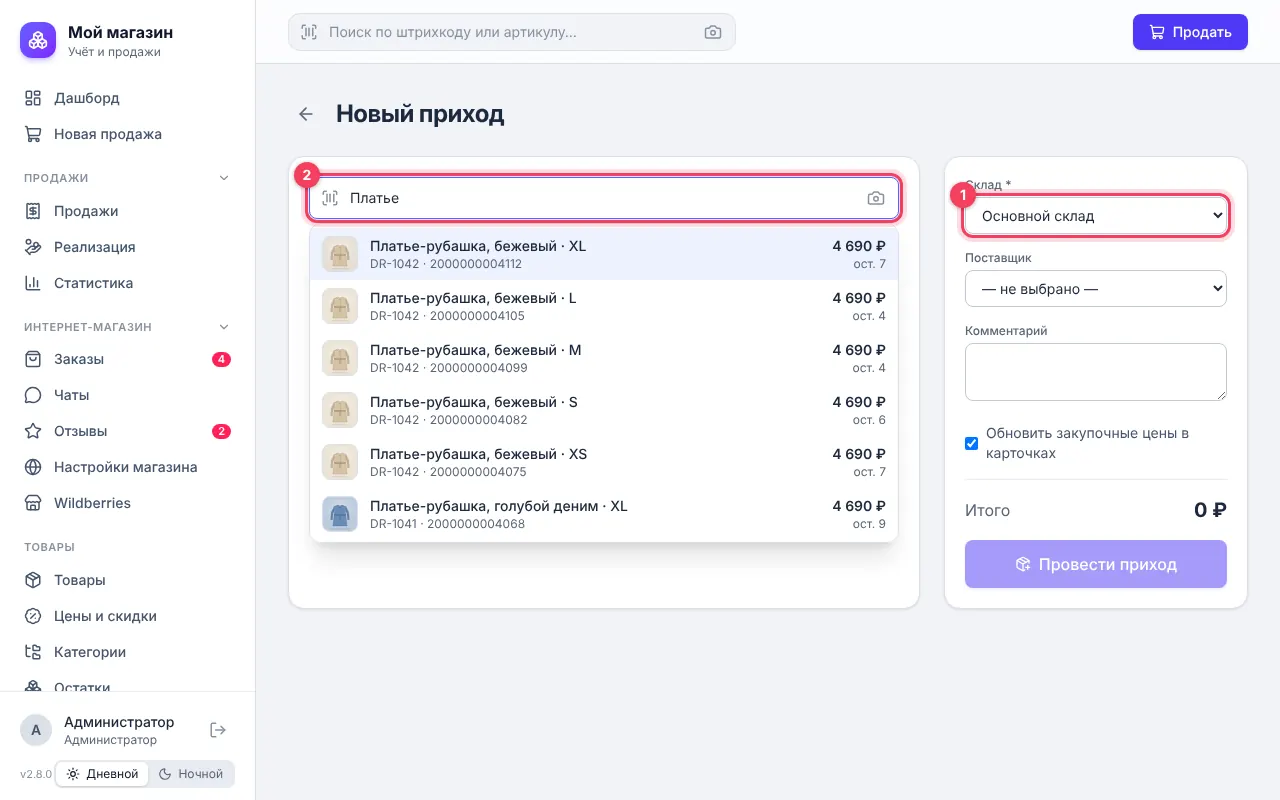 Мой магазин
Учёт и продажи
Дашборд
Новая продажа
ПРОДАЖИ
Продажи
Реализация
Статистика
ИНТЕРНЕТ-МАГАЗИН
Заказы 4
Чаты
Отзывы 2
Настройки магазина
Wildberries
ТОВАРЫ
Товары
Цены и скидки
Категории
Остатки
А
Администратор
Администратор
v2.8.0 Дневной Ночной
Поиск по штрихкоду или артикулу...
Продать
Новый приход
2
Платье
Платье-рубашка, бежевый · XL 4 690 ₽
DR-1042 · 2000000004112 ост. 7
Платье-рубашка, бежевый · L 4 690 ₽
DR-1042 · 2000000004105 ост. 4
Платье-рубашка, бежевый · M 4 690 ₽
DR-1042 · 2000000004099 ост. 4
Платье-рубашка, бежевый · S 4 690 ₽
DR-1042 · 2000000004082 ост. 6
Платье-рубашка, бежевый · XS 4 690 ₽
DR-1042 · 2000000004075 ост. 7
Платье-рубашка, голубой деним · XL 4 690 ₽
DR-1041 · 2000000004068 ост. 9
Склад *
1
Основной склад
Поставщик
— не выбрано —
Комментарий
Обновить закупочные цены в
карточках
Итого 0 ₽
Провести приход